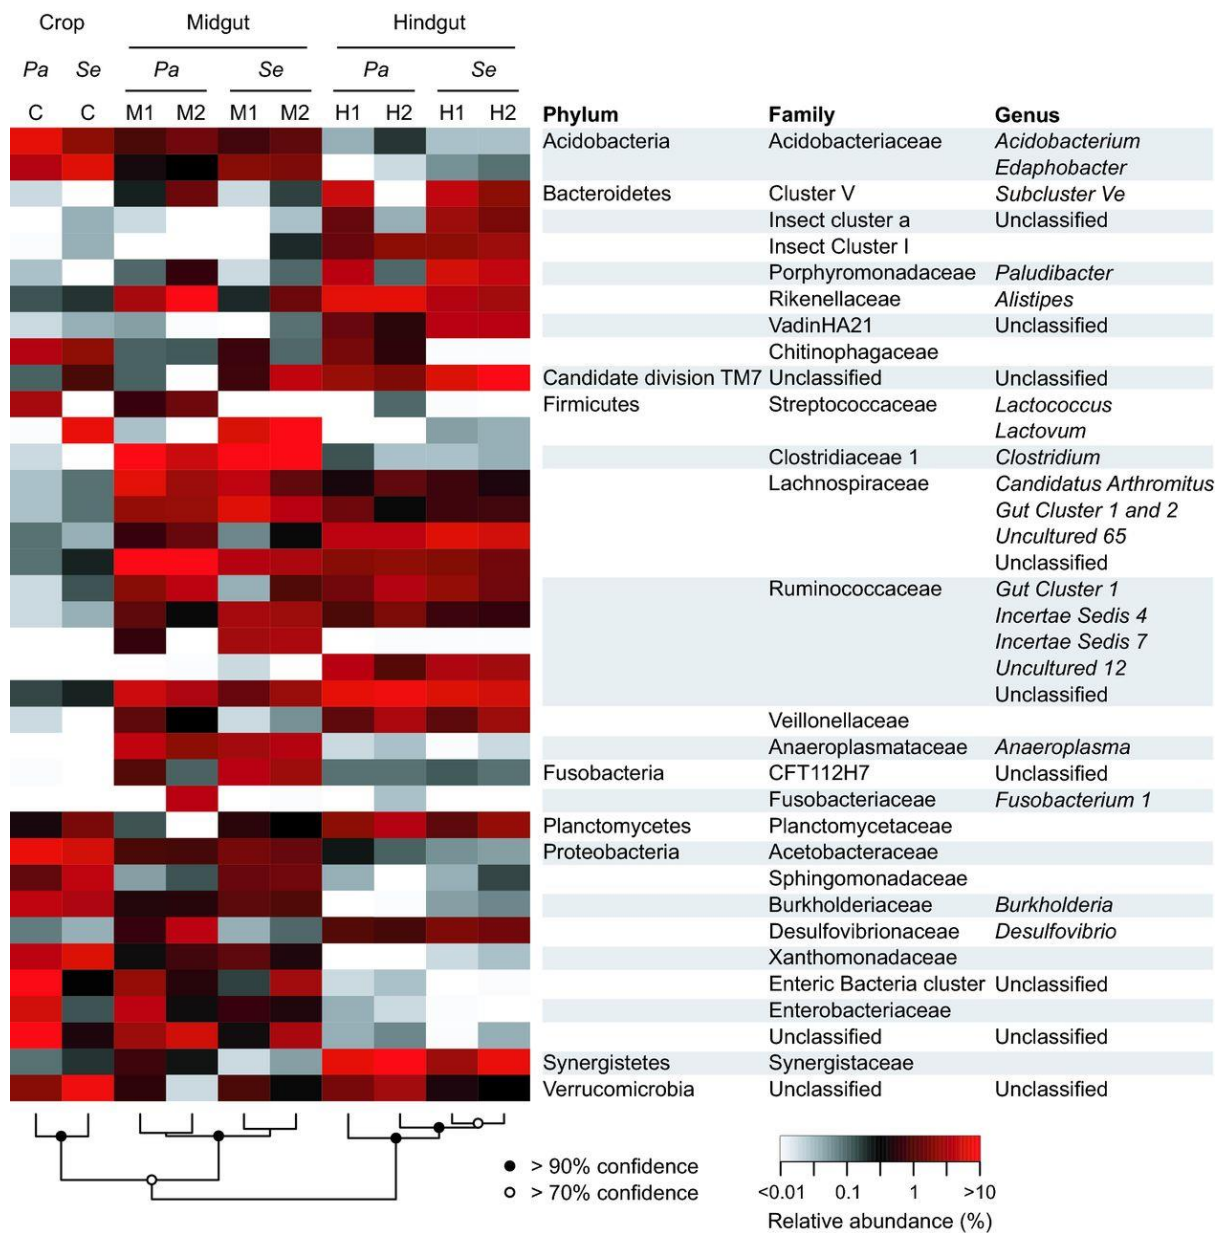 Crop Midgut Hindgut
Pa Se Pa Se Pa Se
C C M1 M2 M1 M2 H1 H2 H1 H2 Phylum Family Genus
Acidobacteria Acidobacteriaceae Acidobacterium
Edaphobacter
Bacteroidetes Cluster V Subcluster Ve
Insect cluster a Unclassified
Insect Cluster I
Porphyromonadaceae Paludibacter
Rikenellaceae Alistipes
VadinHA21 Unclassified
Chitinophagaceae
Candidate division TM7 Unclassified Unclassified
Firmicutes Streptococcaceae Lactococcus
Lactovum
Clostridiaceae 1 Clostridium
Lachnospiraceae Candidatus Arthromitus
Gut Cluster 1 and 2
Uncultured 65
Unclassified
Ruminococcaceae Gut Cluster 1
Incertae Sedis 4
Incertae Sedis 7
Uncultured 12
Unclassified
Veillonellaceae
Anaeroplasmataceae Anaeroplasma
Fusobacteria CFT112H7 Unclassified
Fusobacteriaceae Fusobacterium 1
Planctomycetes Planctomycetaceae
Proteobacteria Acetobacteraceae
Sphingomonadaceae
Burkholderiaceae Burkholderia
Desulfovibrionaceae Desulfovibrio
Xanthomonadaceae
Enteric Bacteria cluster Unclassified
Enterobacteriaceae
Unclassified Unclassified
Synergistetes Synergistaceae
Verrucomicrobia Unclassified Unclassified
> 90% confidence
> 70% confidence
<0.01 0.1 1 >10
Relative abundance (%)